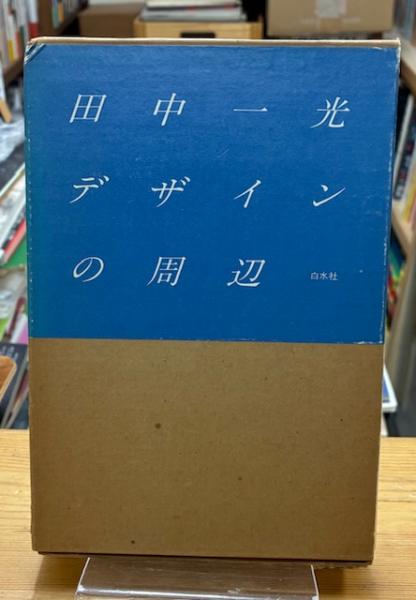 田中一光
デザイン
の周辺 白水社